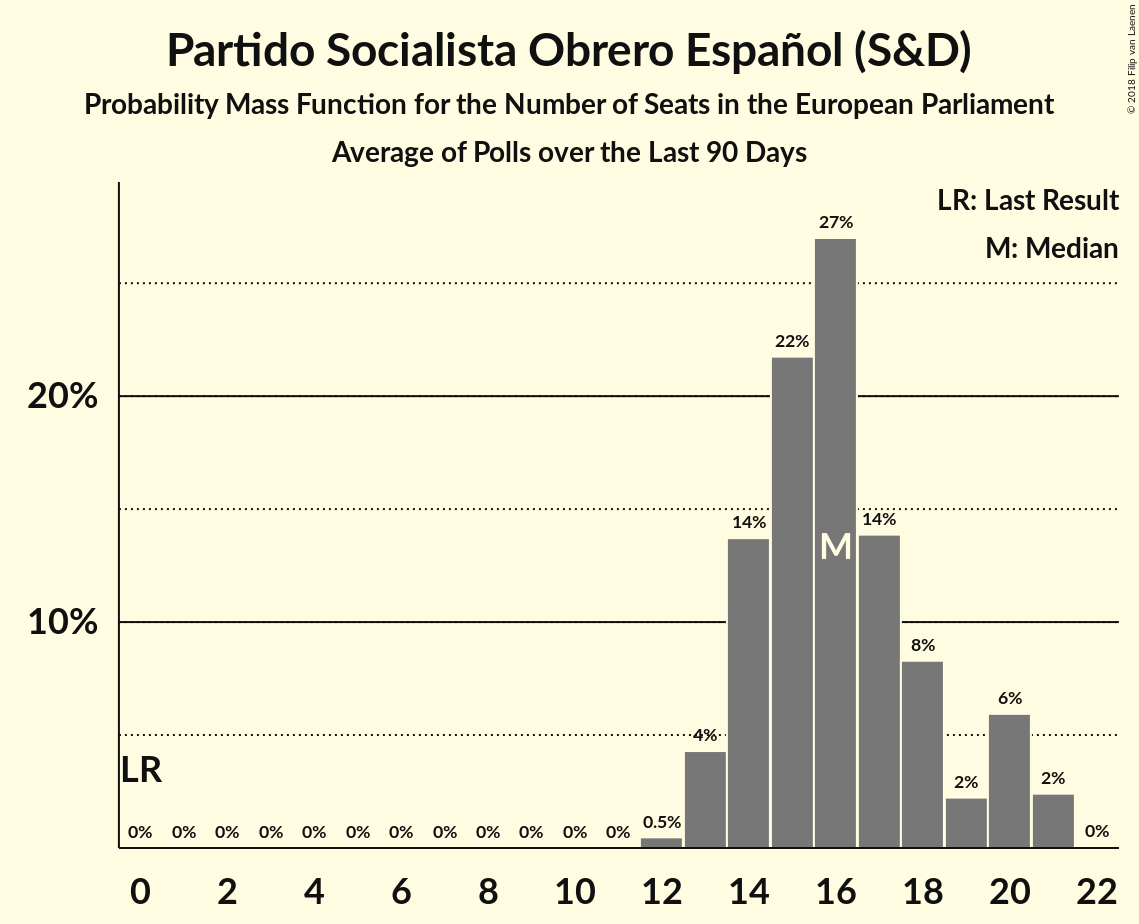 Partido Socialista Obrero Español (S&D)
Probability Mass Function for the Number of Seats in the European Parliament
Average of Polls over the Last 90 Days
© 2018 Filip van Laenen
LR: Last Result
M: Median
27%
22%
20%
14%
14%
M
10%
8%
6%
4%
LR
2%
2%
0.5%
0% 0% 0% 0% 0% 0% 0% 0% 0% 0% 0% 0% 0%
0 2 4 6 8 10 12 14 16 18 20 22